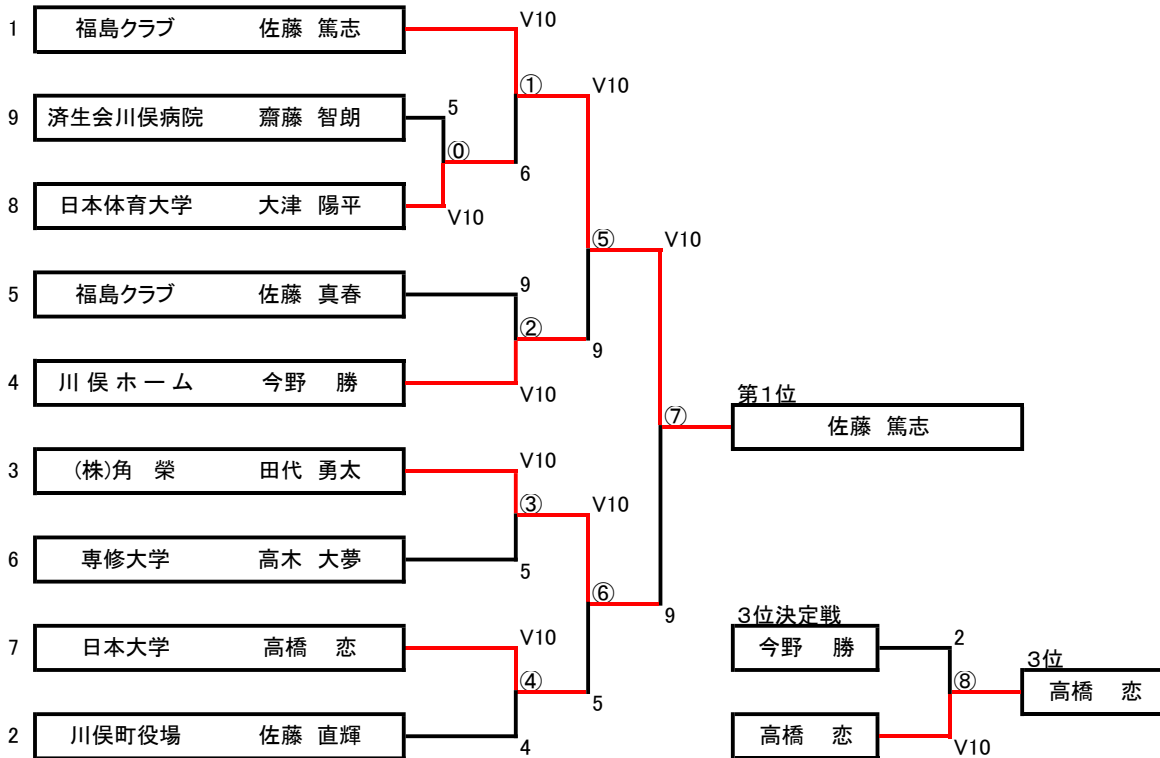 V10
1 福島クラブ 佐藤 篤志
① V10
9 済生会川俣病院 齋藤 智朗 5
⓪
6
8 日本体育大学 大津 陽平
V10
⑤ V10
5 福島クラブ 佐藤 真春 9
②
9
4 川俣ホーム 今野 勝
V10
第1位
⑦
佐藤 篤志
3 (株)角 榮 田代 勇太 V10
③ V10
6 専修大学 高木 大夢
5
⑥
9
3位決定戦
7 日本大学 高橋 恋 V10
今野 勝 2
3位
④
⑧
高橋 恋
5
2 川俣町役場 佐藤 直輝
4
高橋 恋
V10